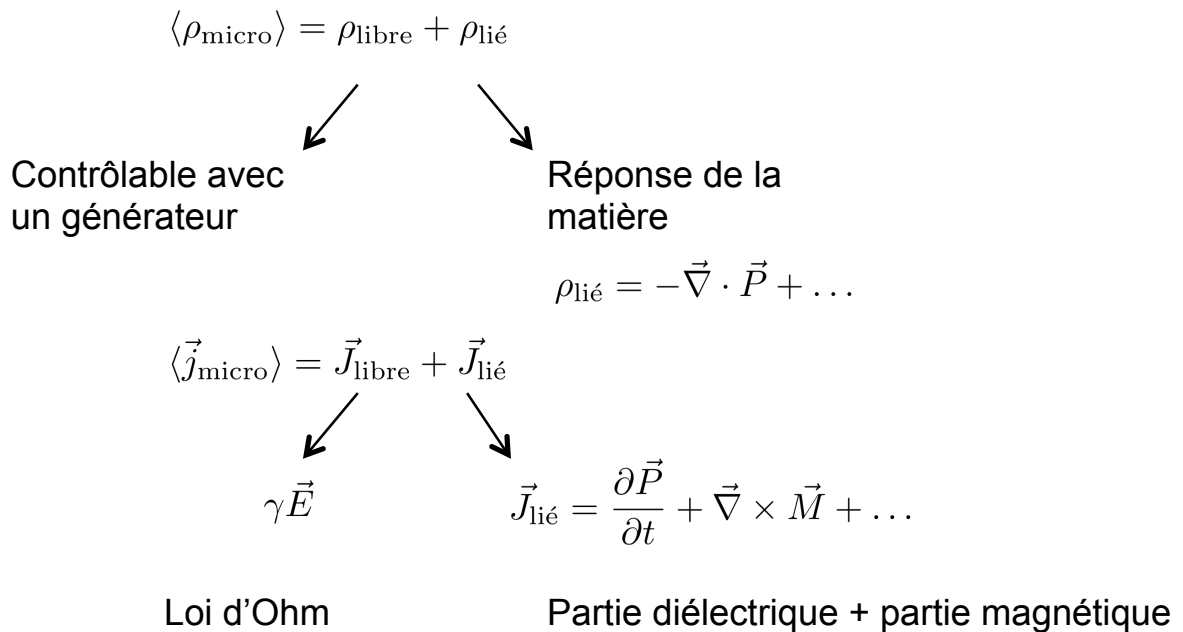 ⟨ρ_micro⟩ = ρ_libre + ρ_lié
Contrôlable avec
un générateur
Réponse de la
matière
ρ_lié = −∇⃗ · P⃗ + …
⟨j⃗_micro⟩ = J⃗_libre + J⃗_lié
γE⃗
J⃗_lié = ∂P⃗/∂t + ∇⃗ × M⃗ + …
Loi d’Ohm
Partie diélectrique + partie magnétique